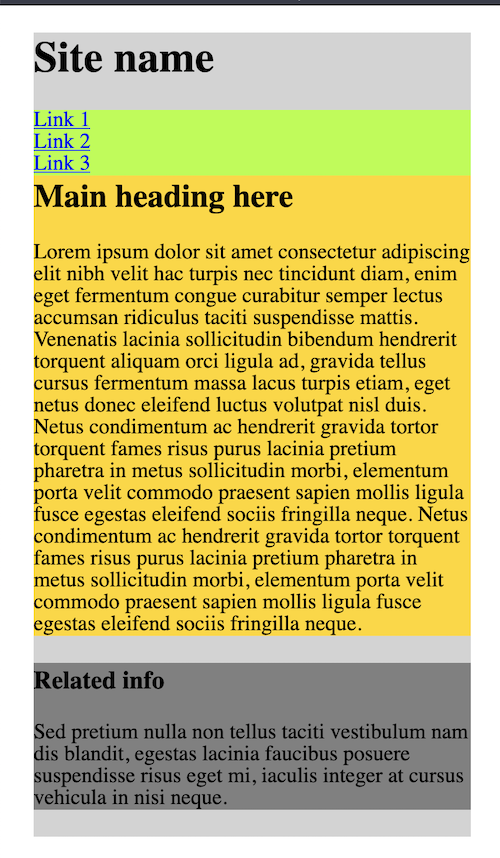 Site name
Link 1
Link 2
Link 3
Main heading here
Lorem ipsum dolor sit amet consectetur adipiscing
elit nibh velit hac turpis nec tincidunt diam, enim
eget fermentum congue curabitur semper lectus
accumsan ridiculus taciti suspendisse mattis.
Venenatis lacinia sollicitudin bibendum hendrerit
torquent aliquam orci ligula ad, gravida tellus
cursus fermentum massa lacus turpis etiam, eget
netus donec eleifend luctus volutpat nisl duis.
Netus condimentum ac hendrerit gravida tortor
torquent fames risus purus lacinia pretium
pharetra in metus sollicitudin morbi, elementum
porta velit commodo praesent sapien mollis ligula
fusce egestas eleifend sociis fringilla neque. Netus
condimentum ac hendrerit gravida tortor torquent
fames risus purus lacinia pretium pharetra in
metus sollicitudin morbi, elementum porta velit
commodo praesent sapien mollis ligula fusce
egestas eleifend sociis fringilla neque.
Related info
Sed pretium nulla non tellus taciti vestibulum nam
dis blandit, egestas lacinia faucibus posuere
suspendisse risus eget mi, iaculis integer at cursus
vehicula in nisi neque.